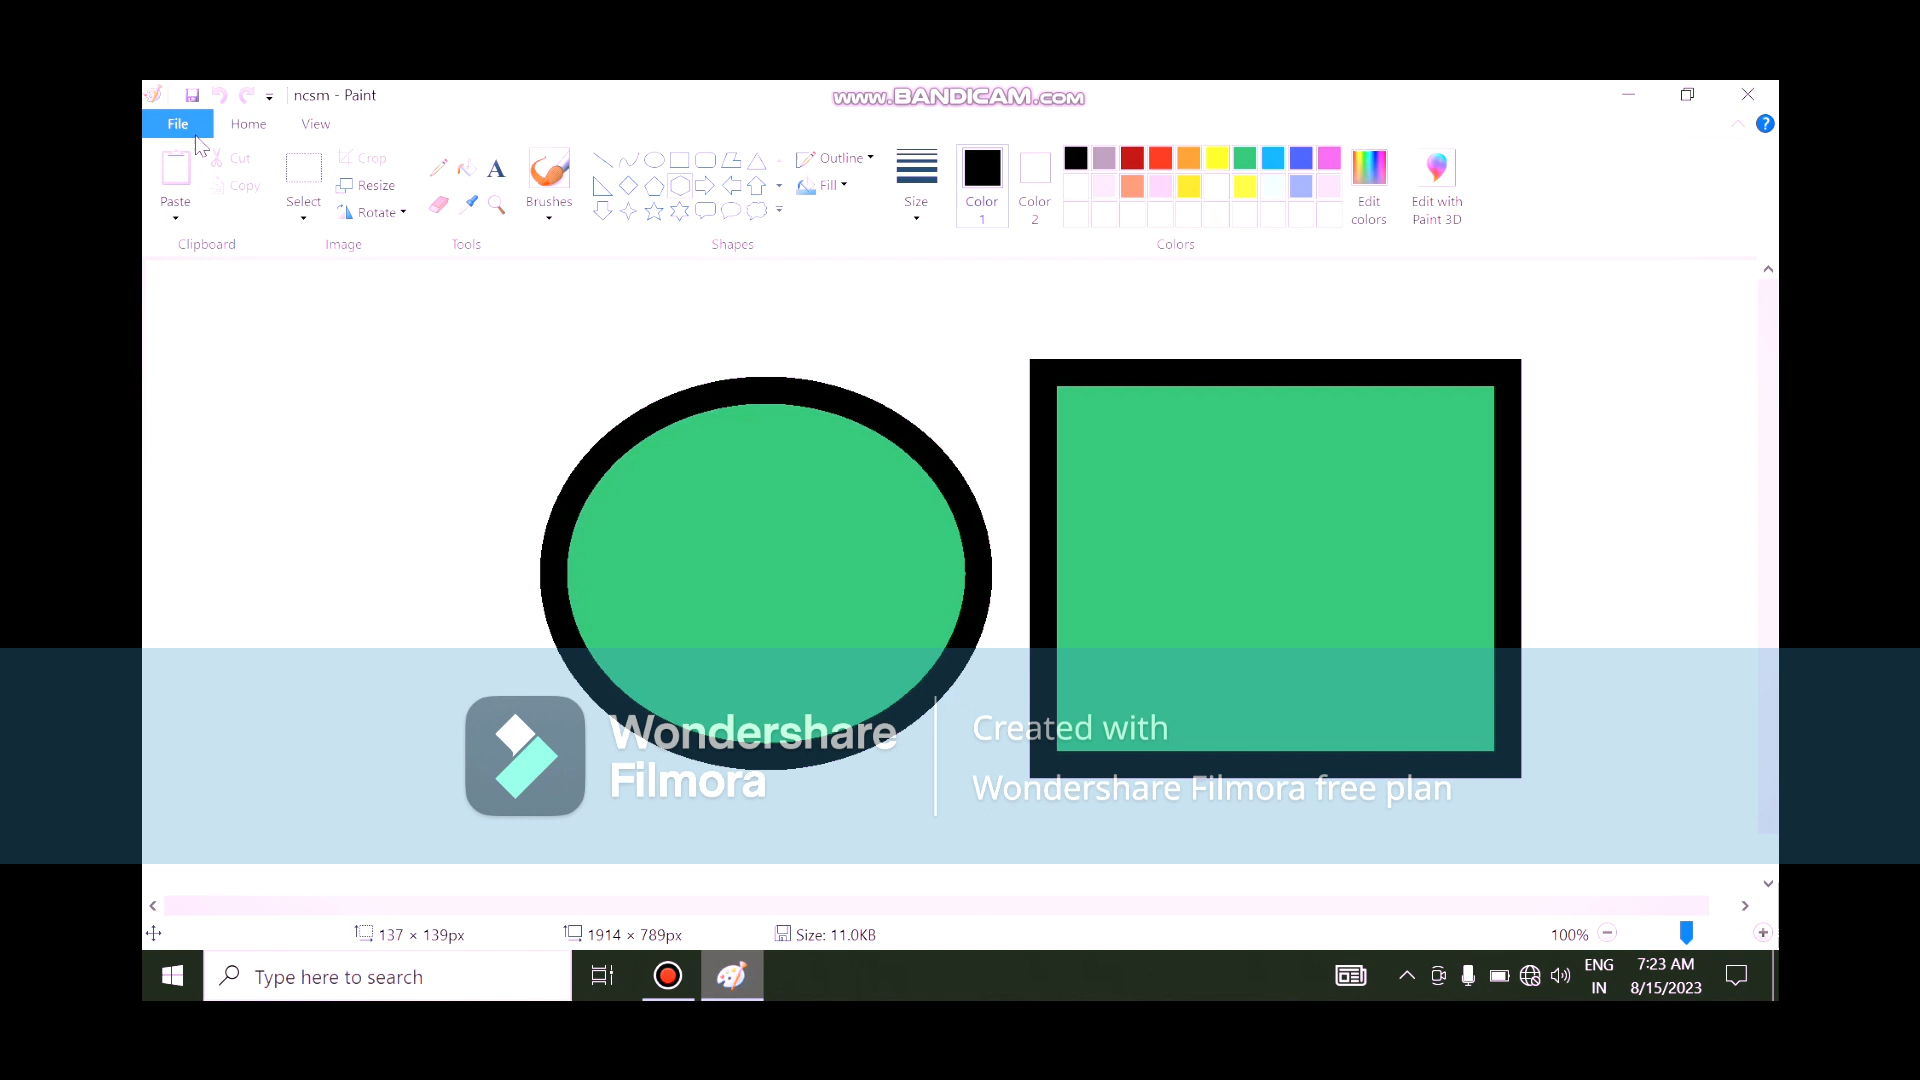 ncsm - Paint
www.BANDICAM.com
File Home View
Paste
Cut
Copy
Clipboard
Select
Crop
Resize
Rotate
Image
A
Tools
Brushes
Shapes
Outline
Fill
Size
Color
1
Color
2
Colors
Edit
colors
Edit with
Paint 3D
Wondershare
Filmora
Created with
Wondershare Filmora free plan
137 × 139px
1914 × 789px
Size: 11.0KB
100%
Type here to search
ENG
IN
7:23 AM
8/15/2023